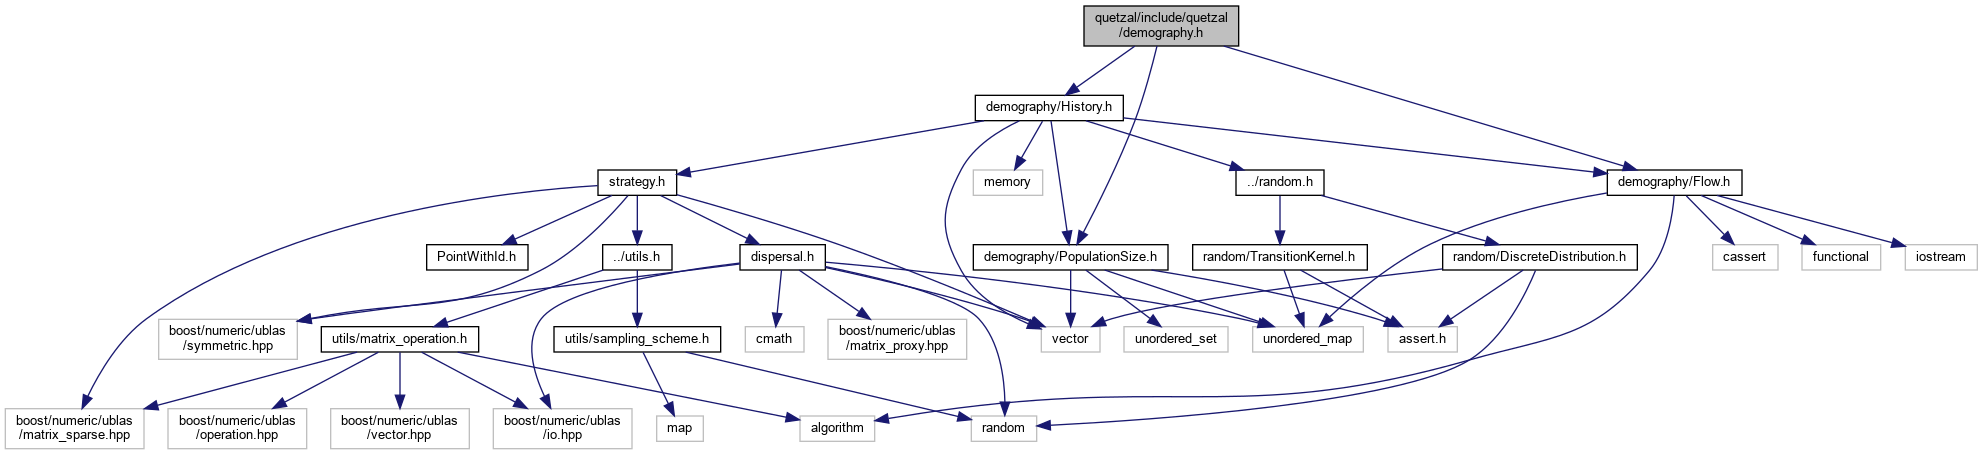 quetzal/include/quetzal
/demography.h
demography/History.h
strategy.h
memory
../random.h
demography/Flow.h
PointWithId.h
../utils.h
dispersal.h
demography/PopulationSize.h
random/TransitionKernel.h
random/DiscreteDistribution.h
cassert
functional
iostream
boost/numeric/ublas
/symmetric.hpp
utils/matrix_operation.h
utils/sampling_scheme.h
cmath
boost/numeric/ublas
/matrix_proxy.hpp
vector
unordered_set
unordered_map
assert.h
boost/numeric/ublas
/matrix_sparse.hpp
boost/numeric/ublas
/operation.hpp
boost/numeric/ublas
/vector.hpp
boost/numeric/ublas
/io.hpp
map
algorithm
random